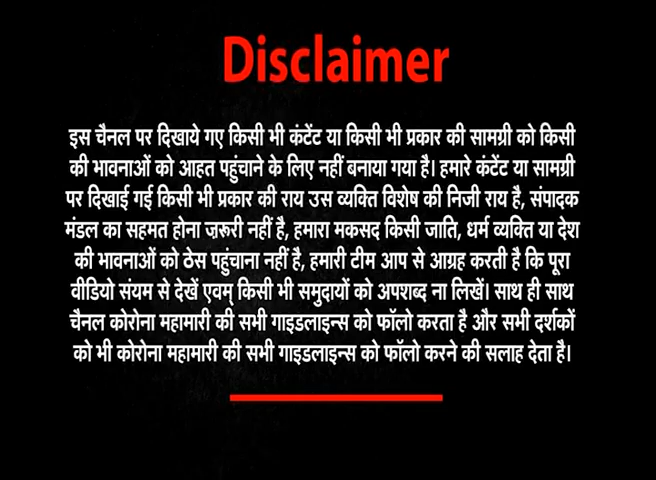 Disclaimer
इस चैनल पर दिखाये गए किसी भी कंटेंट या किसी भी प्रकार की सामग्री को किसी
की भावनाओं को आहत पहुंचाने के लिए नहीं बनाया गया है। हमारे कंटेंट या सामग्री
पर दिखाई गई किसी भी प्रकार की राय उस व्यक्ति विशेष की निजी राय है, संपादक
मंडल का सहमत होना ज़रूरी नहीं है, हमारा मकसद किसी जाति, धर्म व्यक्ति या देश
की भावनाओं को ठेस पहुंचाना नहीं है, हमारी टीम आप से आग्रह करती है कि पूरा
वीडियो संयम से देखें एवम् किसी भी समुदायों को अपशब्द ना लिखें। साथ ही साथ
चैनल कोरोना महामारी की सभी गाइडलाइन्स को फॉलो करता है और सभी दर्शकों
को भी कोरोना महामारी की सभी गाइडलाइन्स को फॉलो करने की सलाह देता है।